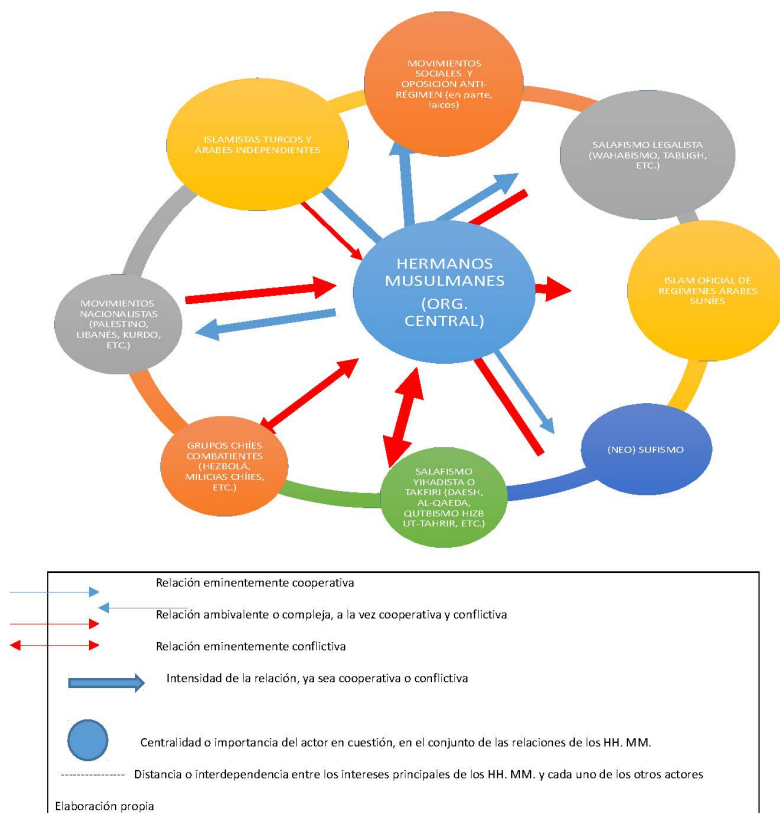 MOVIMIENTOS
SOCIALES Y
OPOSICIÓN ANTI-
RÉGIMEN (en parte,
laicos)
ISLAMISTAS TURCOS Y
ÁRABES INDEPENDIENTES
SALAFISMO LEGALISTA
(WAHABISMO, TABLIGH,
ETC.)
HERMANOS
MUSULMANES
(ORG.
CENTRAL)
ISLAM OFICIAL DE
REGIMENES ÁRABES
SUNÍES
MOVIMIENTOS
NACIONALISTAS
(PALESTINO,
LIBANÉS, KURDO,
ETC.)
GRUPOS CHIÍES
COMBATIENTES
(HEZBOLÁ,
MILICIAS CHIÍES,
ETC.)
SALAFISMO
YIHADISTA O
TAKFIRI (DAESH,
AL-QAEDA,
QUTBISMO HIZB
UT-TAHRIR, ETC.)
(NEO) SUFISMO
Relación eminentemente cooperativa
Relación ambivalente o compleja, a la vez cooperativa y conflictiva
Relación eminentemente conflictiva
Intensidad de la relación, ya sea cooperativa o conflictiva
Centralidad o importancia del actor en cuestión, en el conjunto de las relaciones de los HH. MM.
Distancia o interdependencia entre los intereses principales de los HH. MM. y cada uno de los otros actores
Elaboración propia